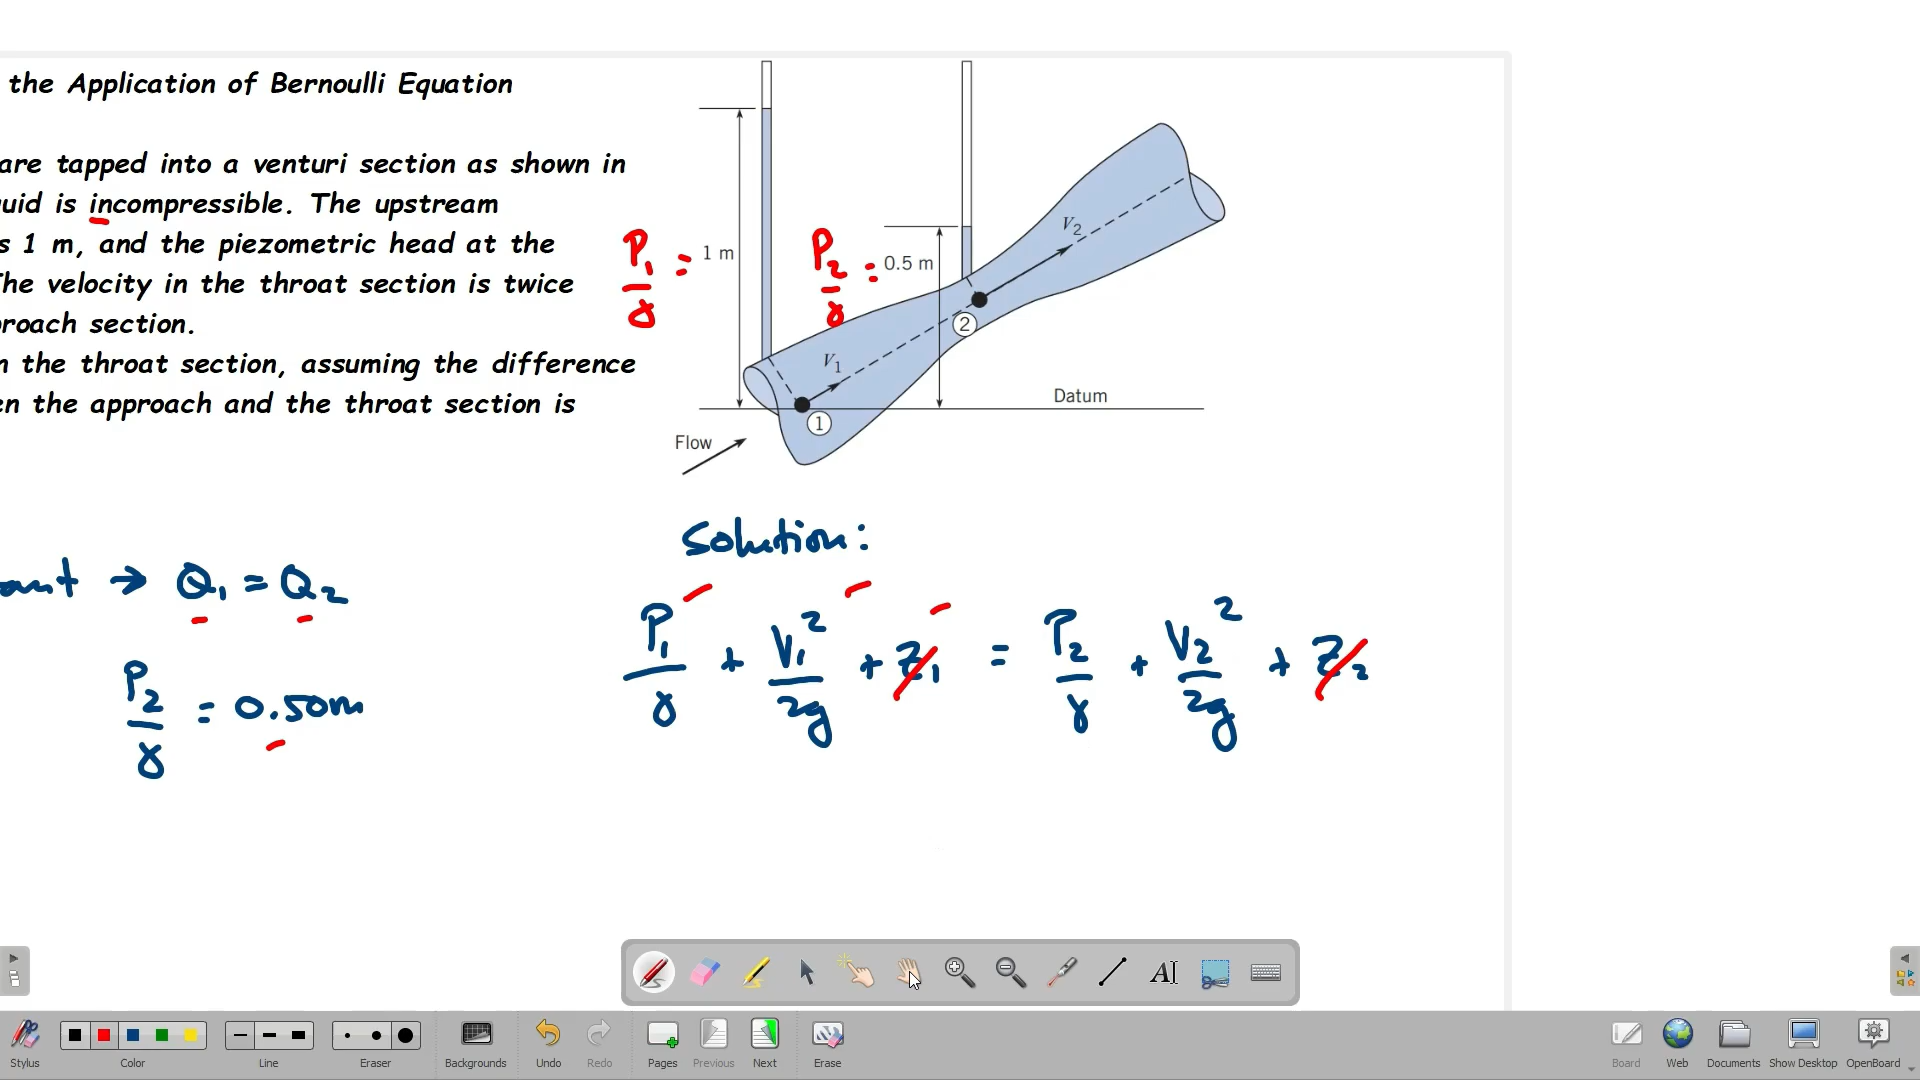 the Application of Bernoulli Equation
are tapped into a venturi section as shown in
uid is incompressible. The upstream
s 1 m, and the piezometric head at the
The velocity in the throat section is twice
proach section.
n the throat section, assuming the difference
en the approach and the throat section is
P1/γ = 1 m
P2/γ = 0.5 m
V2
V1
2
1
Datum
Flow
Solution:
→ Q1 = Q2
P1/γ + V1²/2g + Z1 = P2/γ + V2²/2g + Z2
P2/γ = 0.50m
AI
Stylus
Color
Line
Eraser
Backgrounds
Undo
Redo
Pages
Previous
Next
Erase
Board
Web
Documents
Show Desktop
OpenBoard